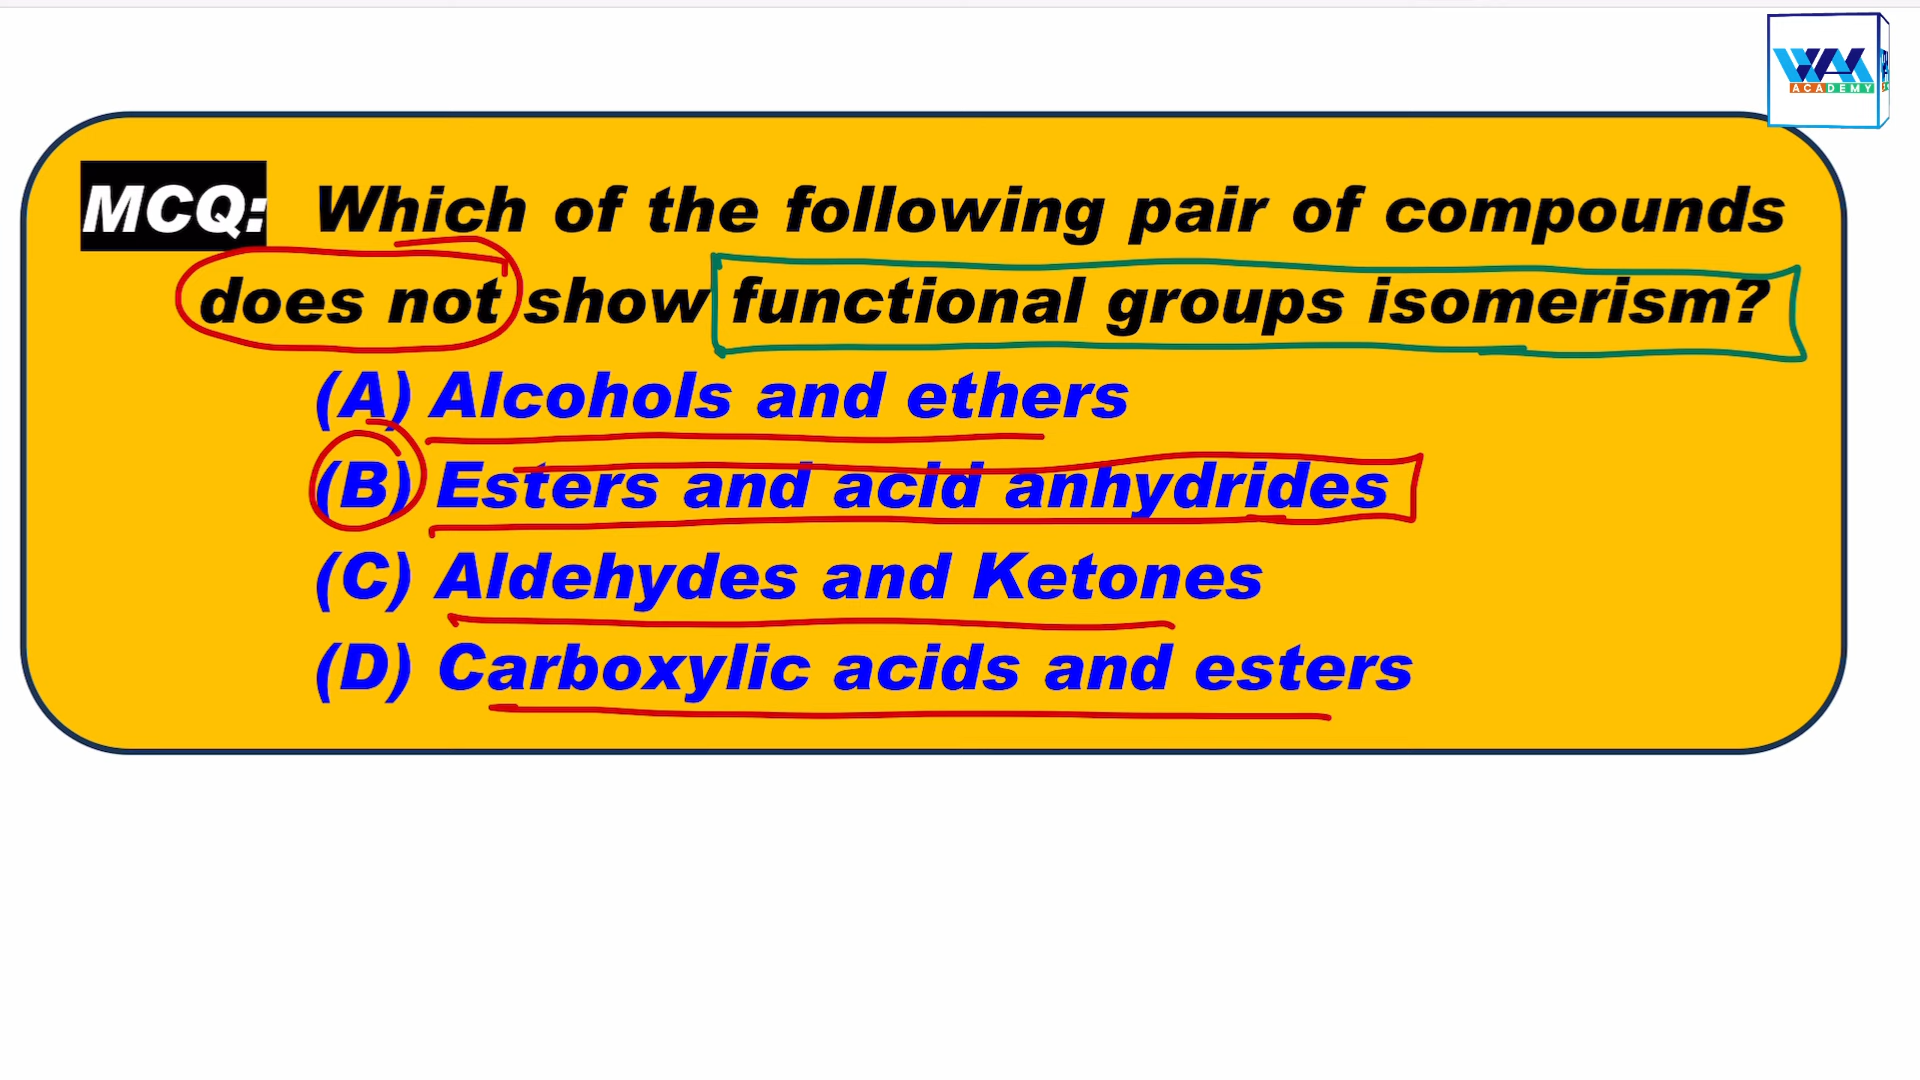 WAK
ACADEMY
MCQ: Which of the following pair of compounds
does not show functional groups isomerism?
(A) Alcohols and ethers
(B) Esters and acid anhydrides
(C) Aldehydes and Ketones
(D) Carboxylic acids and esters